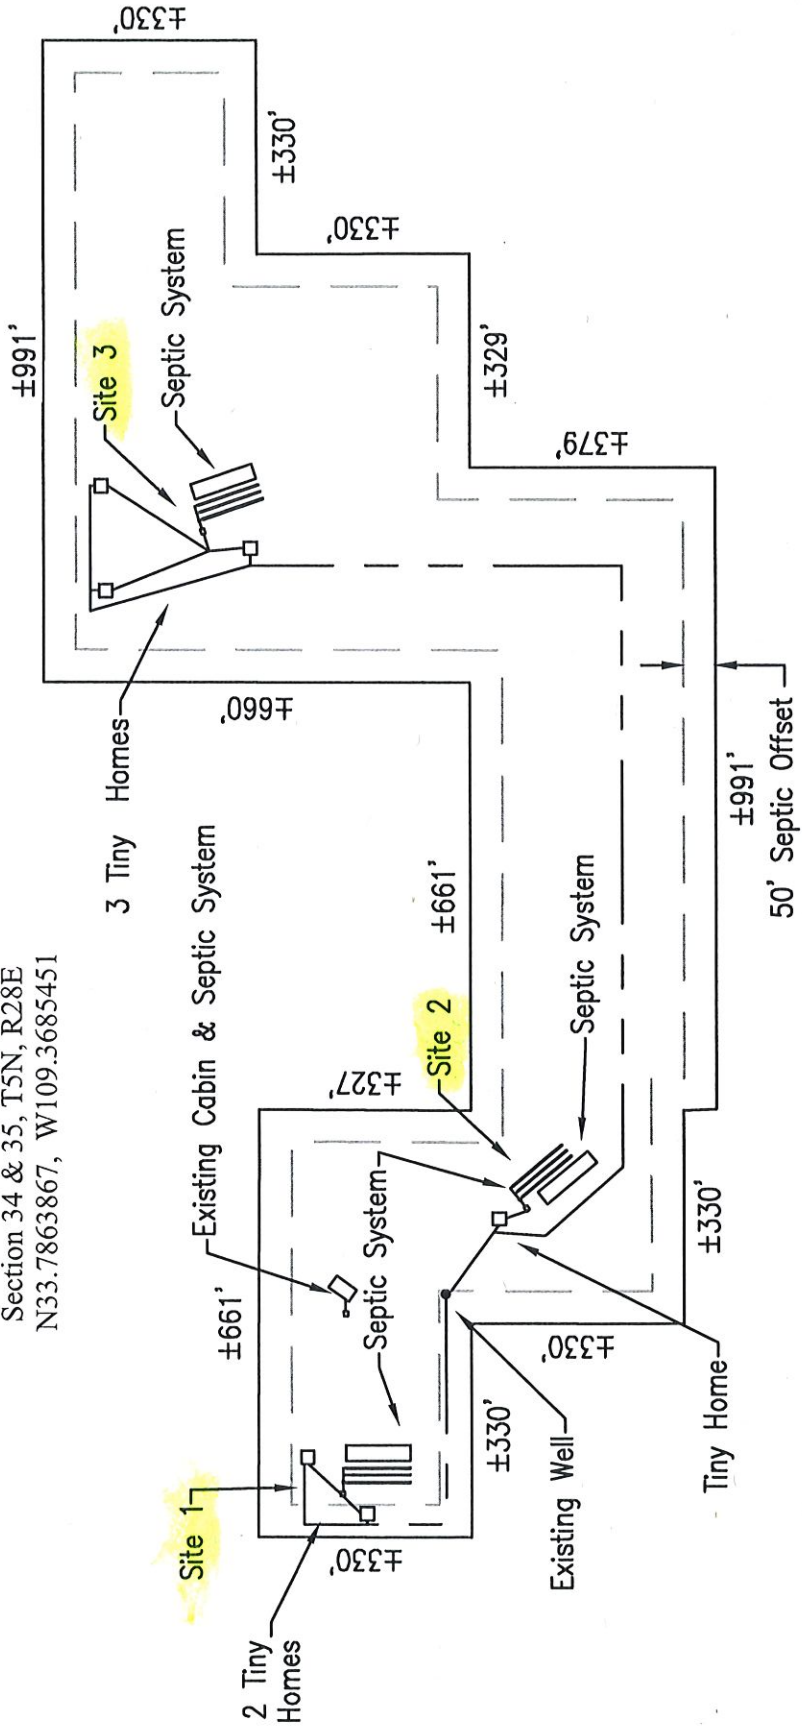 Section 34 & 35, T5N, R28E
N33.7863867, W109.3685451
±330'
±991'
±330'
Site 3
Septic System
±330'
±329'
±379'
3 Tiny Homes
±660'
±661'
±991'
50' Septic Offset
Existing Cabin & Septic System
Site 2
±327'
Septic System
±661'
Septic System
±330'
±330'
Site 1
±330'
Tiny Home
±330'
Existing Well
2 Tiny
Homes